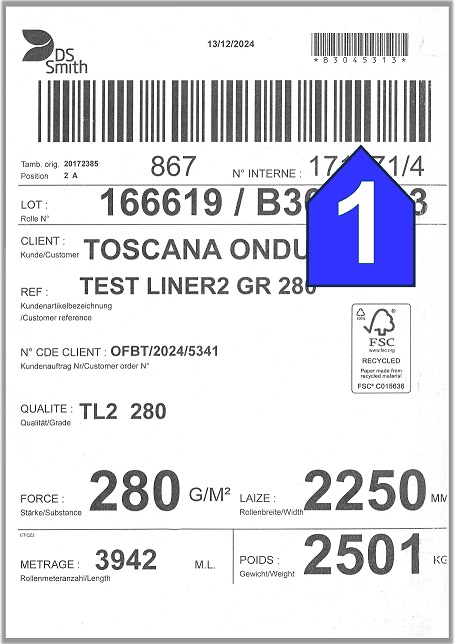 DS
Smith
13/12/2024
*B3045313*
Tamb. orig. 20172385
Position 2 A
867
N° INTERNE :
LOT : 166619 /
Rolle N°
1
CLIENT : TOSCANA
Kunde/Customer
REF : TEST LINER2 GR 280
Kundenartikelbezeichnung
/Customer reference
FSC
www.fsc.org
RECYCLED
Paper made from
recycled material
FSC® C015636
N° CDE CLIENT : OFBT/2024/5341
Kundenauftrag Nr/Customer order N°
QUALITE : TL2 280
Qualität/Grade
FORCE : 280 G/M²
Stärke/Substance
LAIZE : 2250 MM
Rollenbreite/Width
ET-QZ3
METRAGE : 3942 M.L.
Rollenmeteranzahl/Length
POIDS : 2501 KG
Gewicht/Weight